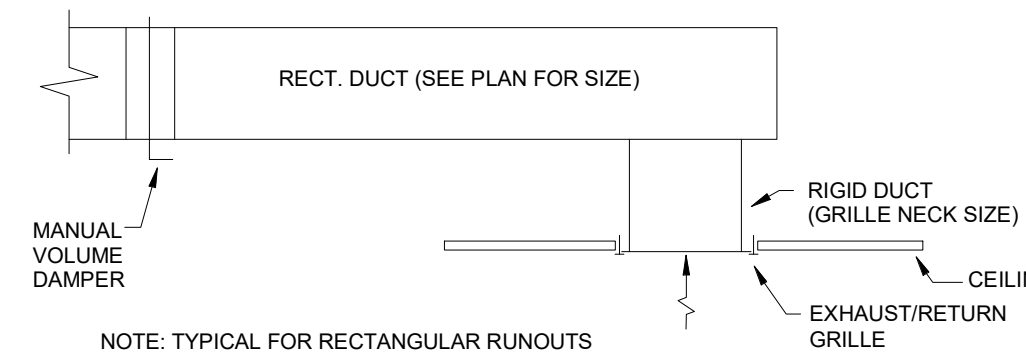 RECT. DUCT (SEE PLAN FOR SIZE)
MANUAL
VOLUME
DAMPER
RIGID DUCT
(GRILLE NECK SIZE)
EXHAUST/RETURN
GRILLE
NOTE: TYPICAL FOR RECTANGULAR RUNOUTS